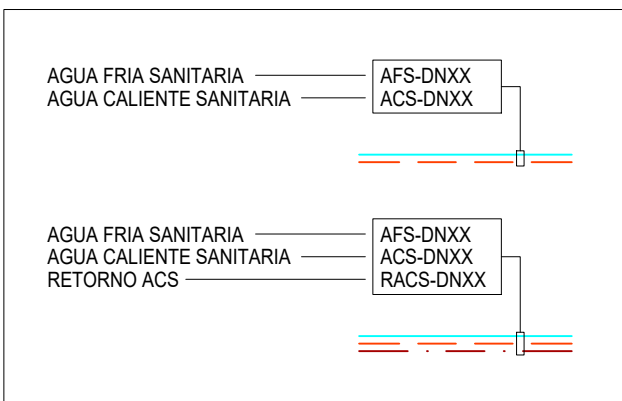 AGUA FRIA SANITARIA AFS-DNXX
AGUA CALIENTE SANITARIA ACS-DNXX
AGUA FRIA SANITARIA AFS-DNXX
AGUA CALIENTE SANITARIA ACS-DNXX
RETORNO ACS RACS-DNXX